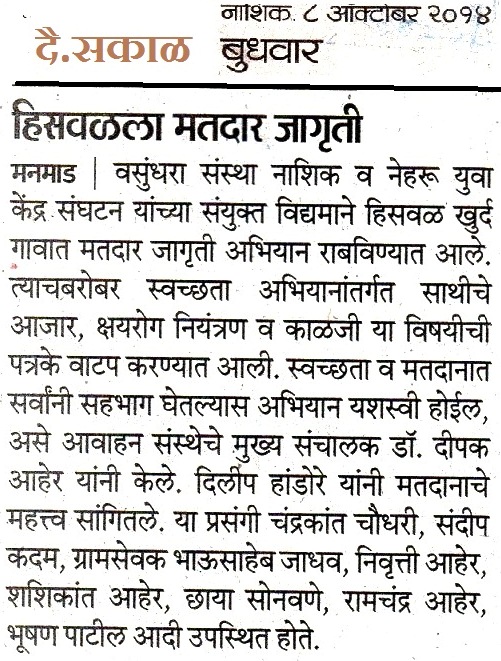 नाशिक. ८ ऑक्टोबर २०१४
दै.सकाळ बुधवार
हिसवळला मतदार जागृती
मनमाड | वसुंधरा संस्था नाशिक व नेहरू युवा
केंद्र संघटन यांच्या संयुक्त विद्यमाने हिसवळ खुर्द
गावात मतदार जागृती अभियान राबविण्यात आले.
त्याचबरोबर स्वच्छता अभियानांतर्गत साथीचे
आजार, क्षयरोग नियंत्रण व काळजी या विषयीची
पत्रके वाटप करण्यात आली. स्वच्छता व मतदानात
सर्वांनी सहभाग घेतल्यास अभियान यशस्वी होईल,
असे आवाहन संस्थेचे मुख्य संचालक डॉ. दीपक
आहेर यांनी केले. दिलीप हांडोरे यांनी मतदानाचे
महत्त्व सांगितले. या प्रसंगी चंद्रकांत चौधरी, संदीप
कदम, ग्रामसेवक भाऊसाहेब जाधव, निवृत्ती आहेर,
शशिकांत आहेर, छाया सोनवणे, रामचंद्र आहेर,
भूषण पाटील आदी उपस्थित होते.